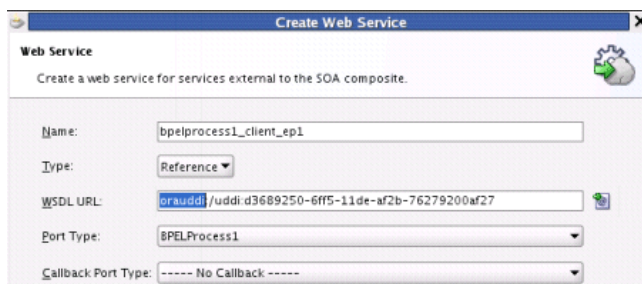 Create Web Service
Web Service
Create a web service for services external to the SOA composite.
Name: bpelprocess1_client_ep1
Type: Reference
WSDL URL: orauddi:/uddi:d3689250-6ff5-11de-af2b-76279200af27
Port Type: BPELProcess1
Callback Port Type: ----- No Callback -----